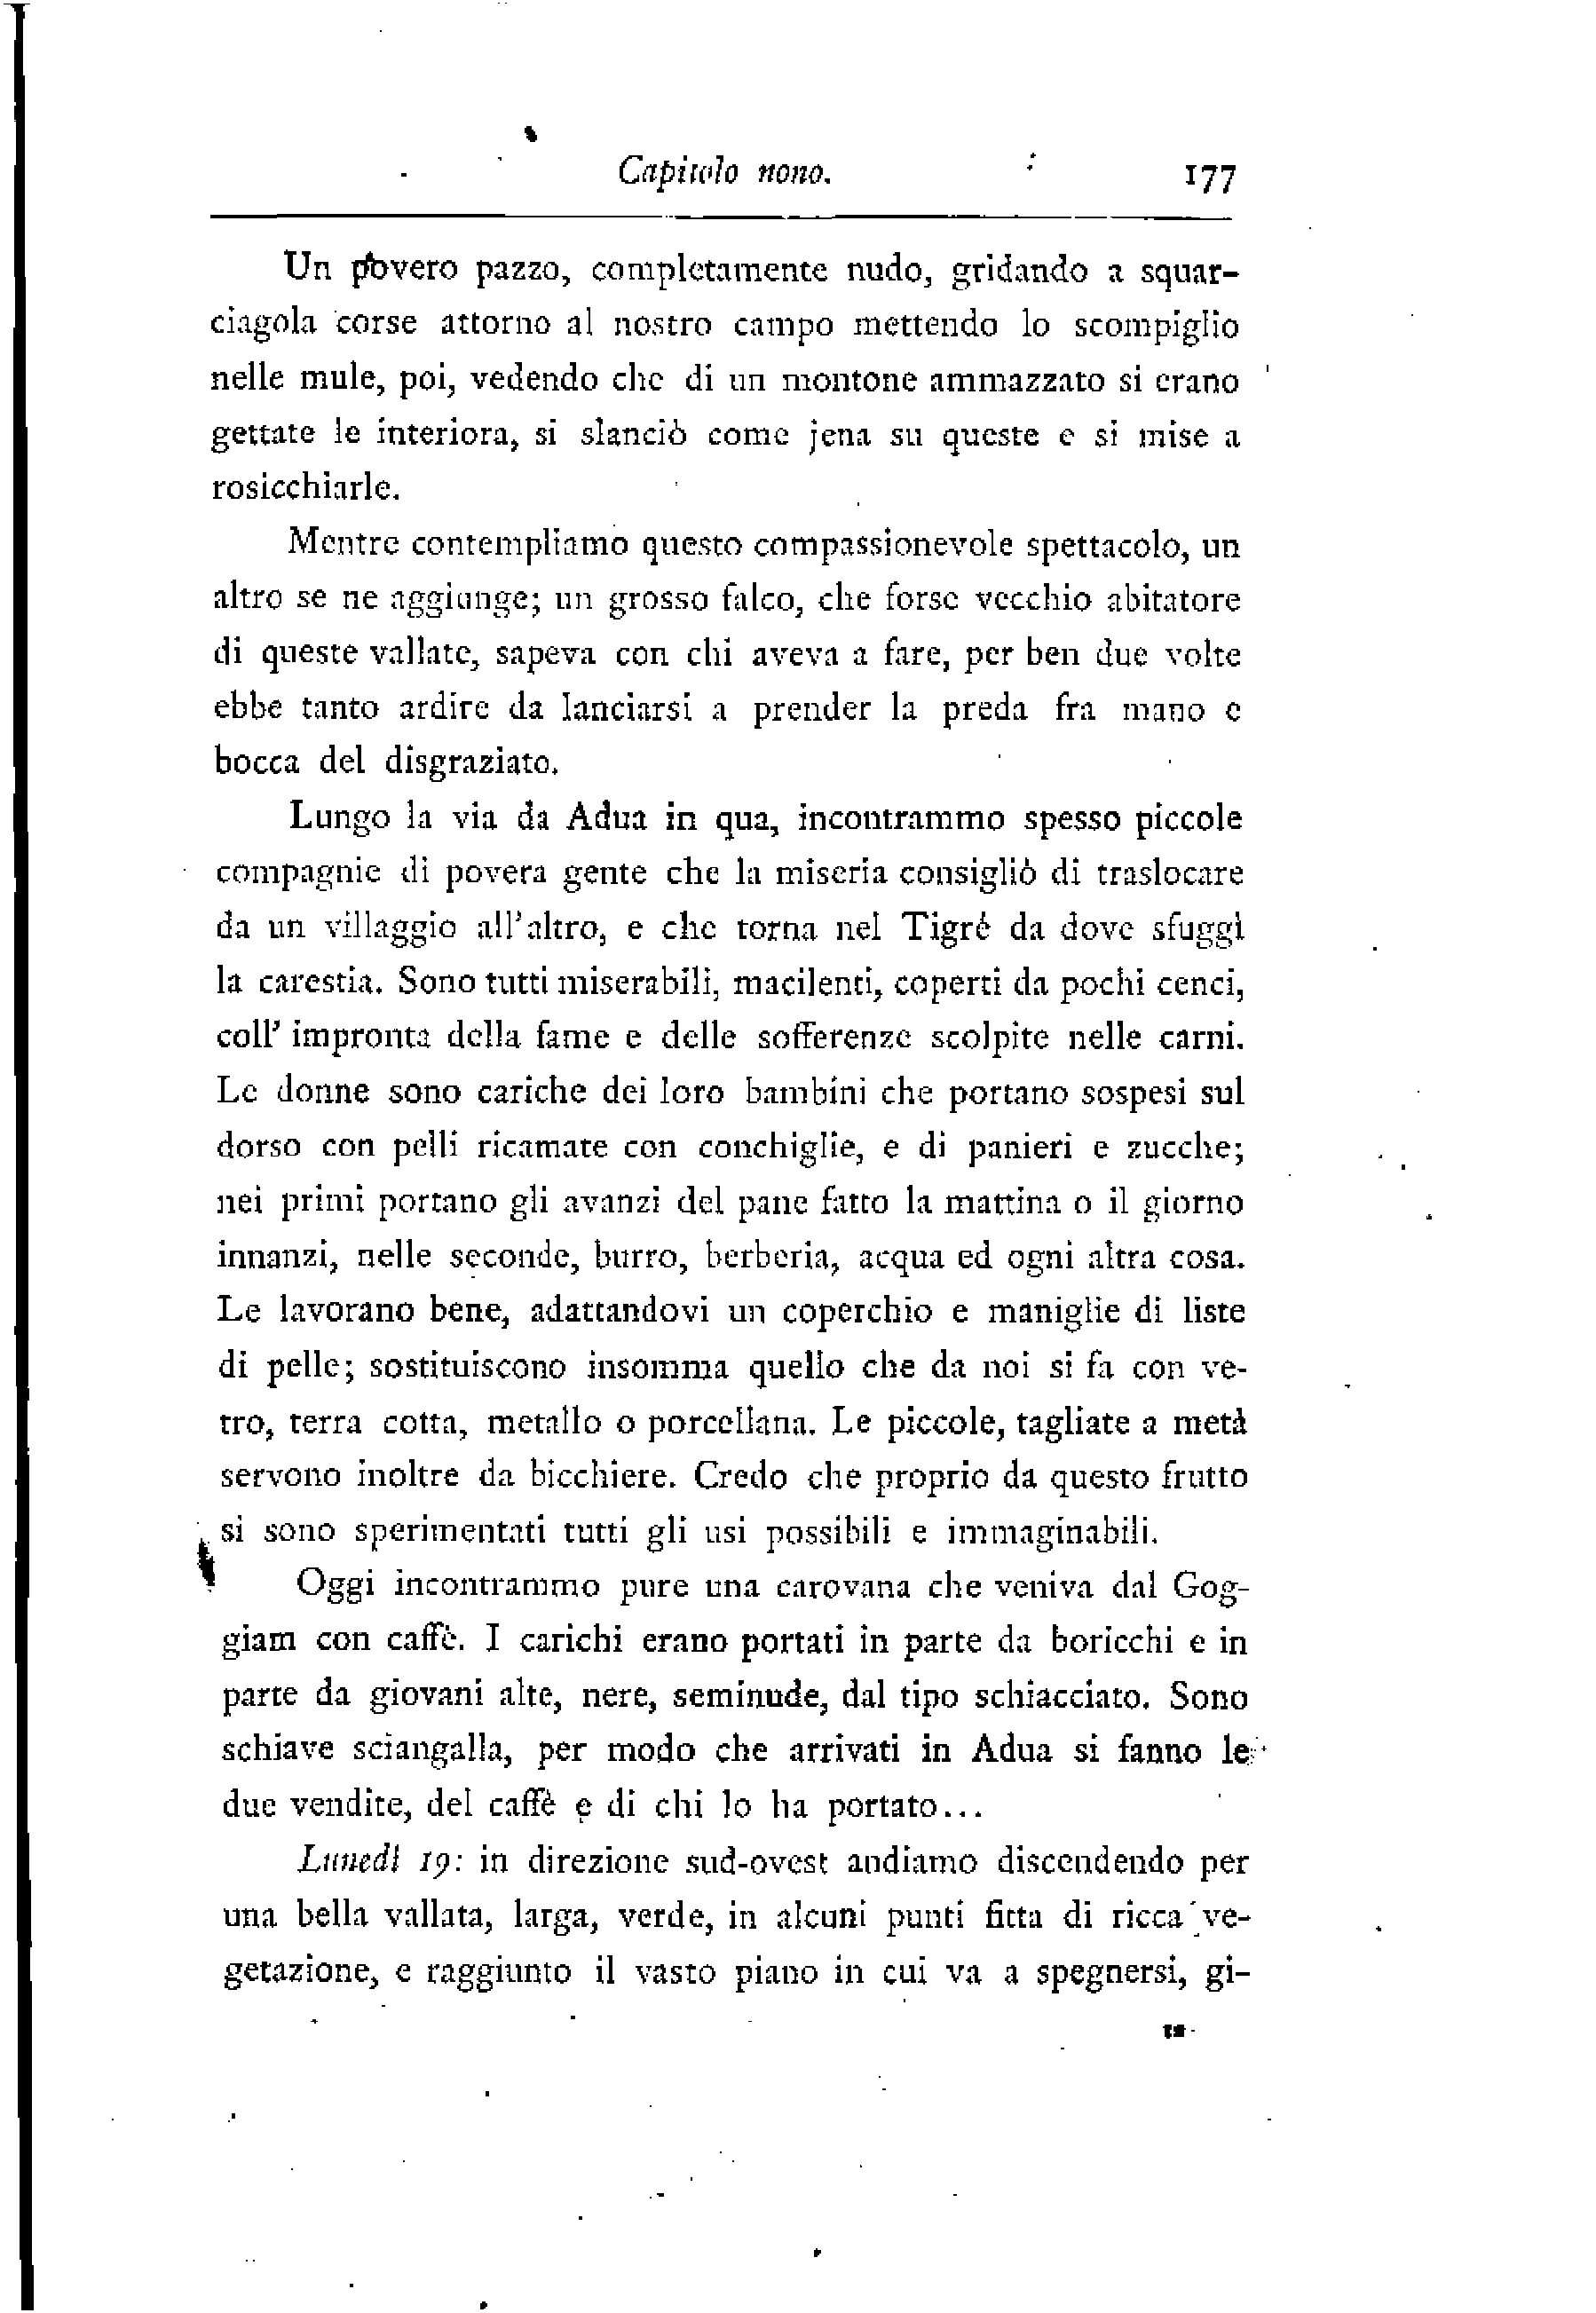 Capitolo nono. 177
Un povero pazzo, completamente nudo, gridando a squar-
ciagola corse attorno al nostro campo mettendo lo scompiglio
nelle mule, poi, vedendo che di un montone ammazzato si erano
gettate le interiora, si slanciò come jena su queste e si mise a
rosicchiarle.
Mentre contempliamo questo compassionevole spettacolo, un
altro se ne aggiunge; un grosso falco, che forse vecchio abitatore
di queste vallate, sapeva con chi aveva a fare, per ben due volte
ebbe tanto ardire da lanciarsi a prender la preda fra mano e
bocca del disgraziato.
Lungo la via da Adua in qua, incontrammo spesso piccole
compagnie di povera gente che la miseria consigliò di traslocare
da un villaggio all'altro, e che torna nel Tigré da dove sfuggì
la carestia. Sono tutti miserabili, macilenti, coperti da pochi cenci,
coll' impronta della fame e delle sofferenze scolpite nelle carni.
Le donne sono cariche dei loro bambini che portano sospesi sul
dorso con pelli ricamate con conchiglie, e di panieri e zucche;
nei primi portano gli avanzi del pane fatto la mattina o il giorno
innanzi, nelle seconde, burro, berberia, acqua ed ogni altra cosa.
Le lavorano bene, adattandovi un coperchio e maniglie di liste
di pelle; sostituiscono insomma quello che da noi si fa con ve-
tro, terra cotta, metallo o porcellana. Le piccole, tagliate a metà
servono inoltre da bicchiere. Credo che proprio da questo frutto
si sono sperimentati tutti gli usi possibili e immaginabili.
Oggi incontrammo pure una carovana che veniva dal Gog-
giam con caffè. I carichi erano portati in parte da boricchi e in
parte da giovani alte, nere, seminude, dal tipo schiacciato. Sono
schiave sciangalla, per modo che arrivati in Adua si fanno le
due vendite, del caffè e di chi lo ha portato...
Lunedì 19: in direzione sud-ovest andiamo discendendo per
una bella vallata, larga, verde, in alcuni punti fitta di ricca ve-
getazione, e raggiunto il vasto piano in cui va a spegnersi, gi-